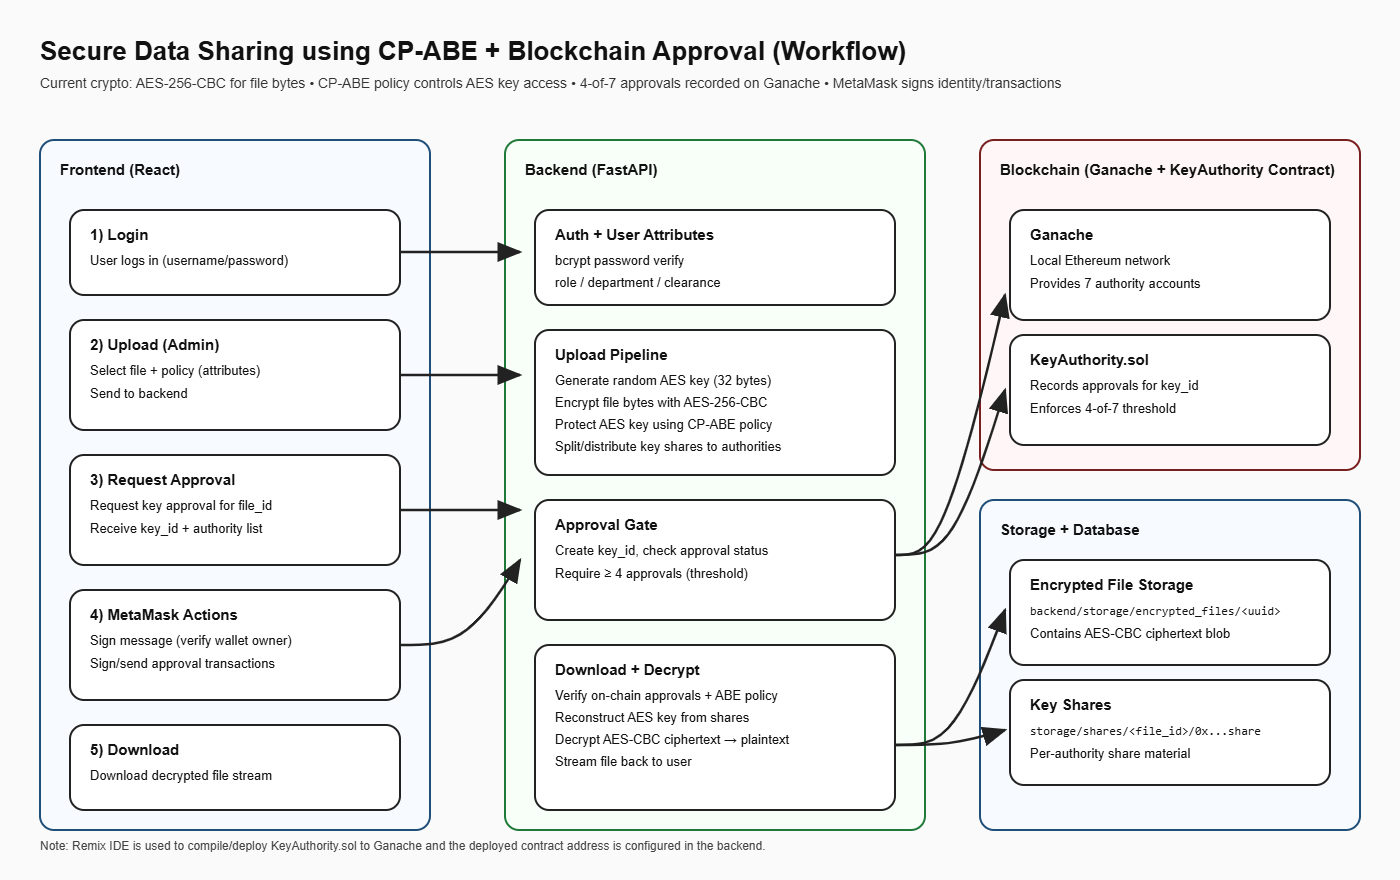 Secure Data Sharing using CP-ABE + Blockchain Approval (Workflow)
Current crypto: AES-256-CBC for file bytes • CP-ABE policy controls AES key access • 4-of-7 approvals recorded on Ganache • MetaMask signs identity/transactions
Frontend (React)
1) Login
User logs in (username/password)
2) Upload (Admin)
Select file + policy (attributes)
Send to backend
3) Request Approval
Request key approval for file_id
Receive key_id + authority list
4) MetaMask Actions
Sign message (verify wallet owner)
Sign/send approval transactions
5) Download
Download decrypted file stream
Backend (FastAPI)
Auth + User Attributes
bcrypt password verify
role / department / clearance
Upload Pipeline
Generate random AES key (32 bytes)
Encrypt file bytes with AES-256-CBC
Protect AES key using CP-ABE policy
Split/distribute key shares to authorities
Approval Gate
Create key_id, check approval status
Require ≥ 4 approvals (threshold)
Download + Decrypt
Verify on-chain approvals + ABE policy
Reconstruct AES key from shares
Decrypt AES-CBC ciphertext → plaintext
Stream file back to user
Blockchain (Ganache + KeyAuthority Contract)
Ganache
Local Ethereum network
Provides 7 authority accounts
KeyAuthority.sol
Records approvals for key_id
Enforces 4-of-7 threshold
Storage + Database
Encrypted File Storage
backend/storage/encrypted_files/<uuid>
Contains AES-CBC ciphertext blob
Key Shares
storage/shares/<file_id>/0x...share
Per-authority share material
Note: Remix IDE is used to compile/deploy KeyAuthority.sol to Ganache and the deployed contract address is configured in the backend.